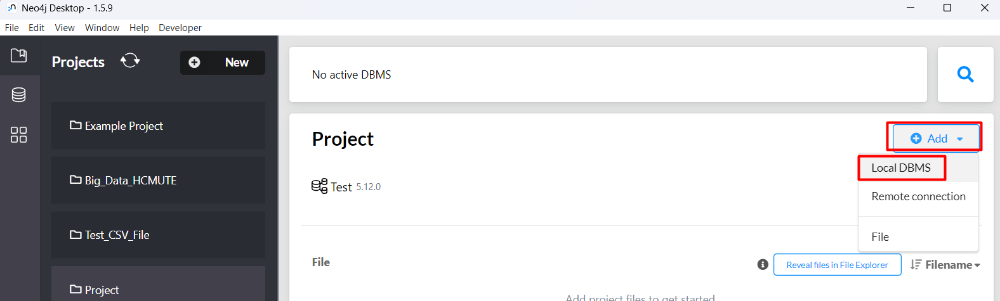 Neo4j Desktop - 1.5.9
File Edit View Window Help Developer
Projects
New
Example Project
Big_Data_HCMUTE
Test_CSV_File
Project
No active DBMS
Project
Add
Local DBMS
Remote connection
File
Test 5.12.0
File
Reveal files in File Explorer
Filename
Add project files to get started